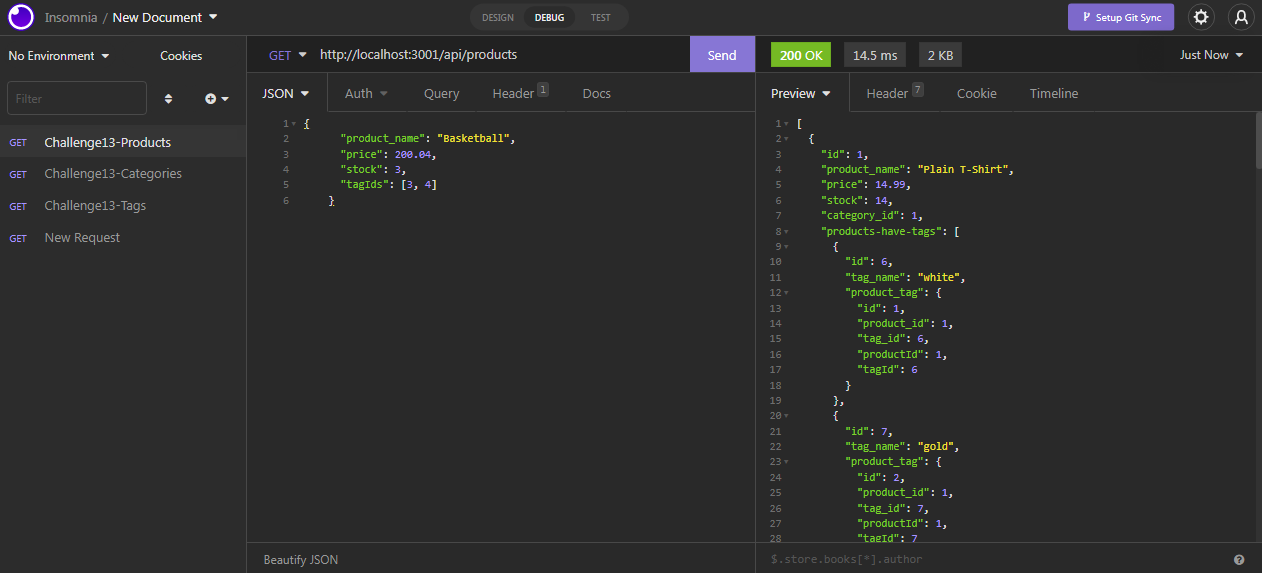 Insomnia / New Document
DESIGN DEBUG TEST
Setup Git Sync
No Environment Cookies
Filter
GET Challenge13-Products
GET Challenge13-Categories
GET Challenge13-Tags
GET New Request
GET http://localhost:3001/api/products Send
JSON Auth Query Header 1 Docs
1 {
2 "product_name": "Basketball",
3 "price": 200.04,
4 "stock": 3,
5 "tagIds": [3, 4]
6 }
Beautify JSON
200 OK 14.5 ms 2 KB Just Now
Preview Header 7 Cookie Timeline
1 [
2 {
3 "id": 1,
4 "product_name": "Plain T-Shirt",
5 "price": 14.99,
6 "stock": 14,
7 "category_id": 1,
8 "products-have-tags": [
9 {
10 "id": 6,
11 "tag_name": "white",
12 "product_tag": {
13 "id": 1,
14 "product_id": 1,
15 "tag_id": 6,
16 "productId": 1,
17 "tagId": 6
18 }
19 },
20 {
21 "id": 7,
22 "tag_name": "gold",
23 "product_tag": {
24 "id": 2,
25 "product_id": 1,
26 "tag_id": 7,
27 "productId": 1,
28 "tagId": 7
$.store.books[*].author